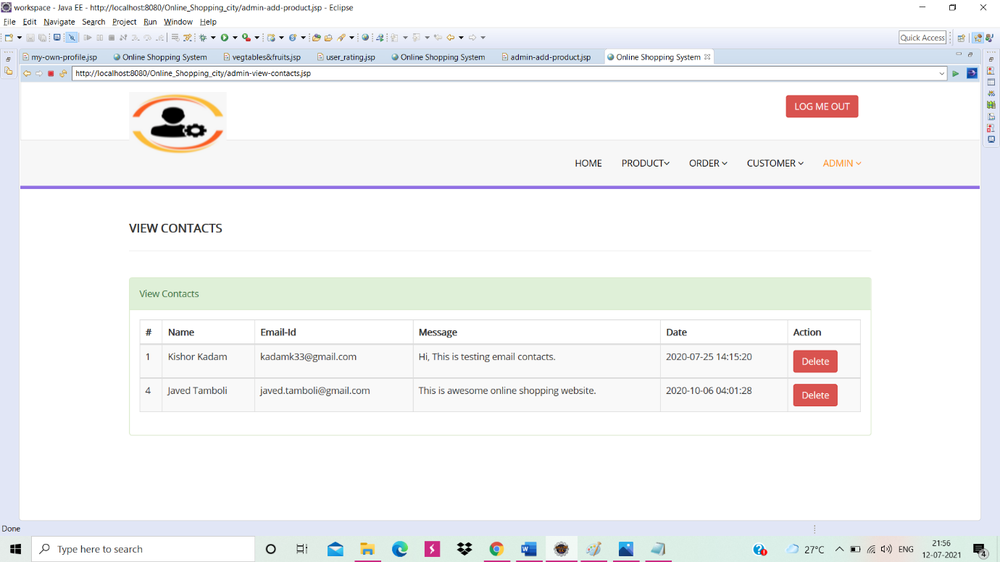 workspace - Java EE - http://localhost:8080/Online_Shopping_city/admin-add-product.jsp - Eclipse
File Edit Navigate Search Project Run Window Help
Quick Access
my-own-profile.jsp Online Shopping System vegtables&fruits.jsp user_rating.jsp Online Shopping System admin-add-product.jsp Online Shopping System
http://localhost:8080/Online_Shopping_city/admin-view-contacts.jsp
LOG ME OUT
HOME PRODUCT ORDER CUSTOMER ADMIN
VIEW CONTACTS
View Contacts
# Name Email-Id Message Date Action
1 Kishor Kadam kadamk33@gmail.com Hi, This is testing email contacts. 2020-07-25 14:15:20 Delete
4 Javed Tamboli javed.tamboli@gmail.com This is awesome online shopping website. 2020-10-06 04:01:28 Delete
Done
Type here to search
27°C ENG
21:56
12-07-2021
4